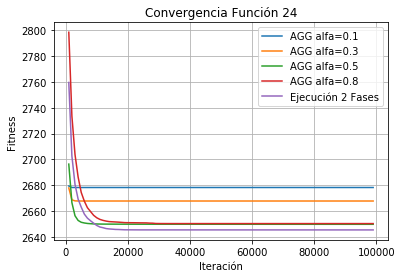 Convergencia Función 24
2800
2780
2760
2740
2720
2700
2680
2660
2640
Fitness
AGG alfa=0.1
AGG alfa=0.3
AGG alfa=0.5
AGG alfa=0.8
Ejecución 2 Fases
0 20000 40000 60000 80000 100000
Iteración